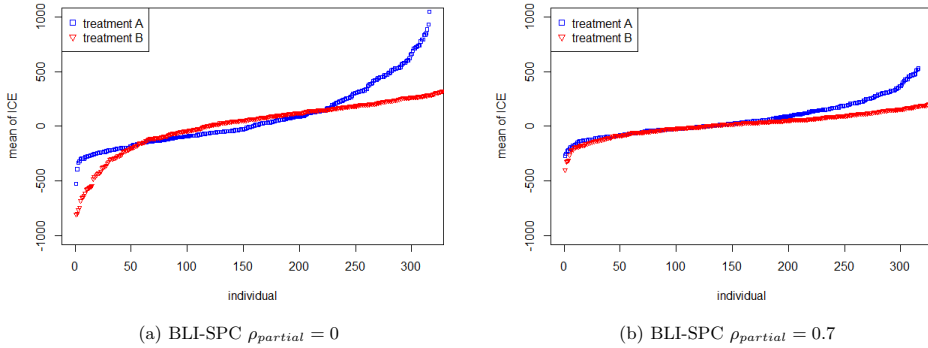 treatment A
treatment B
mean of ICE
1000
500
0
-500
-1000
0 50 100 150 200 250 300
individual
(a) BLI-SPC ρ_partial = 0
treatment A
treatment B
mean of ICE
1000
500
0
-500
-1000
0 50 100 150 200 250 300
individual
(b) BLI-SPC ρ_partial = 0.7